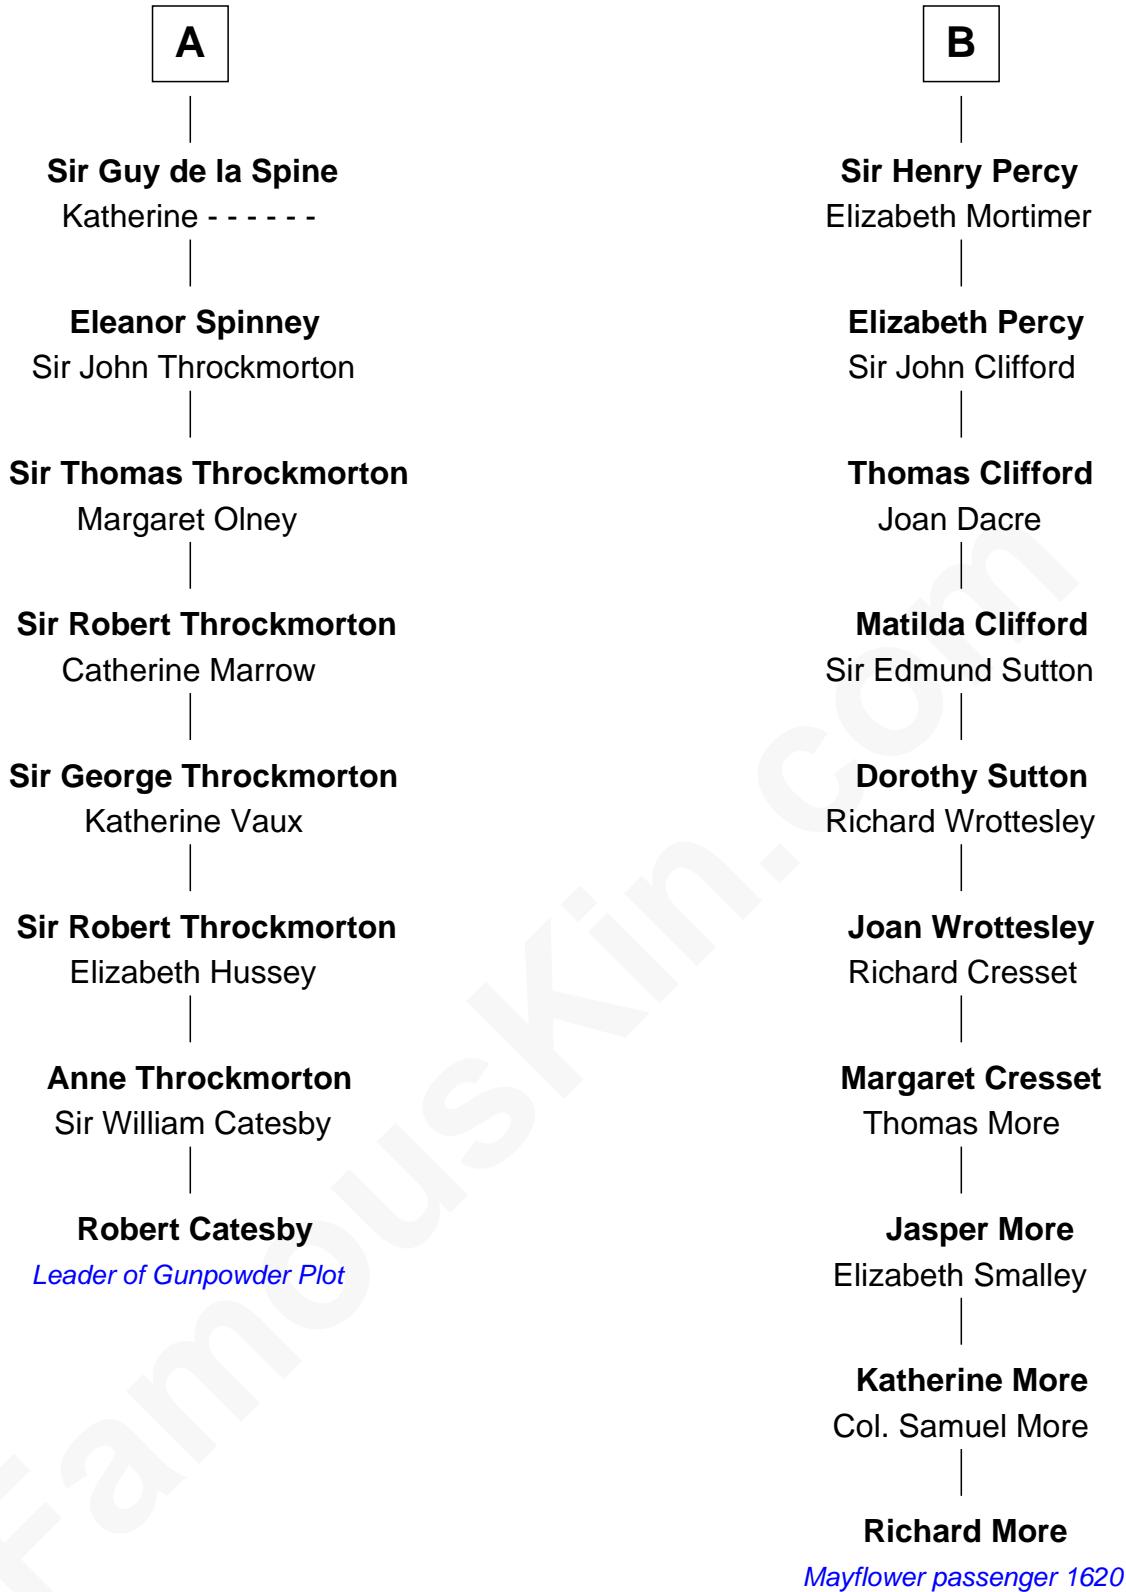 A
Sir Guy de la Spine
Katherine - - - - - -
Eleanor Spinney
Sir John Throckmorton
Sir Thomas Throckmorton
Margaret Olney
Sir Robert Throckmorton
Catherine Marrow
Sir George Throckmorton
Katherine Vaux
Sir Robert Throckmorton
Elizabeth Hussey
Anne Throckmorton
Sir William Catesby
Robert Catesby
Leader of Gunpowder Plot
B
Sir Henry Percy
Elizabeth Mortimer
Elizabeth Percy
Sir John Clifford
Thomas Clifford
Joan Dacre
Matilda Clifford
Sir Edmund Sutton
Dorothy Sutton
Richard Wrottesley
Joan Wrottesley
Richard Cresset
Margaret Cresset
Thomas More
Jasper More
Elizabeth Smalley
Katherine More
Col. Samuel More
Richard More
Mayflower passenger 1620
FamousKin.com